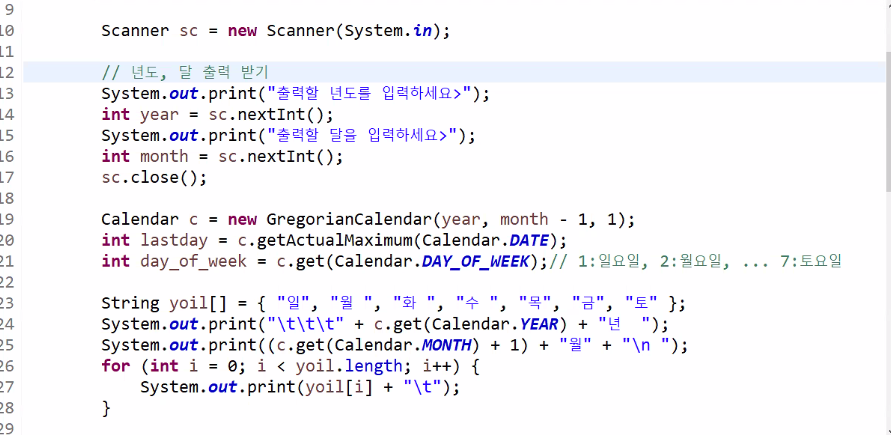 9
10 Scanner sc = new Scanner(System.in);
11
12 // 년도, 달 출력 받기
13 System.out.print("출력할 년도를 입력하세요>");
14 int year = sc.nextInt();
15 System.out.print("출력할 달을 입력하세요>");
16 int month = sc.nextInt();
17 sc.close();
18
19 Calendar c = new GregorianCalendar(year, month - 1, 1);
20 int lastday = c.getActualMaximum(Calendar.DATE);
21 int day_of_week = c.get(Calendar.DAY_OF_WEEK);// 1:일요일, 2:월요일, ... 7:토요일
22
23 String yoil[] = { "일", "월 ", "화 ", "수 ", "목", "금", "토" };
24 System.out.print("\t\t\t" + c.get(Calendar.YEAR) + "년  ");
25 System.out.print((c.get(Calendar.MONTH) + 1) + "월" + "\n ");
26 for (int i = 0; i < yoil.length; i++) {
27 System.out.print(yoil[i] + "\t");
28 }
29